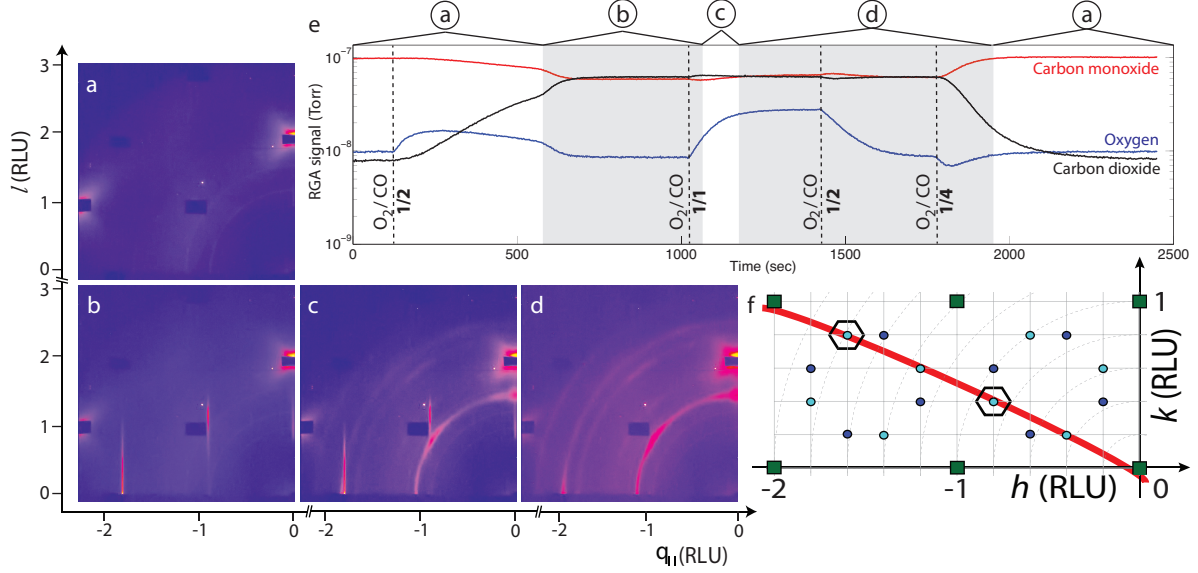 e
a
b
c
d
a
3
2
1
0
l (RLU)
a
10⁻⁷
10⁻⁸
10⁻⁹
RGA signal (Torr)
Carbon monoxide
Oxygen
Carbon dioxide
O₂/ CO
1/2
O₂/ CO
1/1
O₂/ CO
1/2
O₂/ CO
1/4
0
500
1000
1500
2000
2500
Time (sec)
3
2
1
0
b
c
d
-2
-1
0
-2
-1
0
-2
-1
0
q_||(RLU)
f
1
k (RLU)
-2
-1
h (RLU)
0